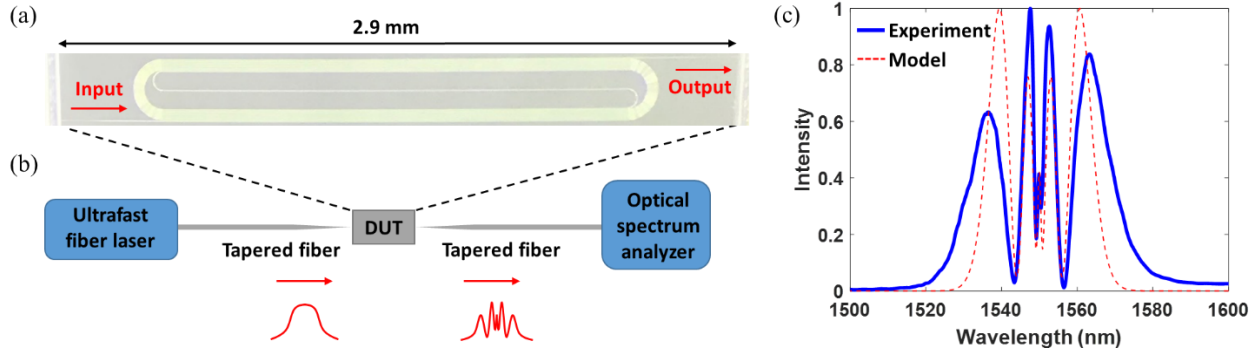 (a)
2.9 mm
Input
Output
(b)
Ultrafast
fiber laser
Tapered fiber
DUT
Tapered fiber
Optical
spectrum
analyzer
(c)
Experiment
Model
Intensity
1
0.8
0.6
0.4
0.2
0
1500 1520 1540 1560 1580 1600
Wavelength (nm)